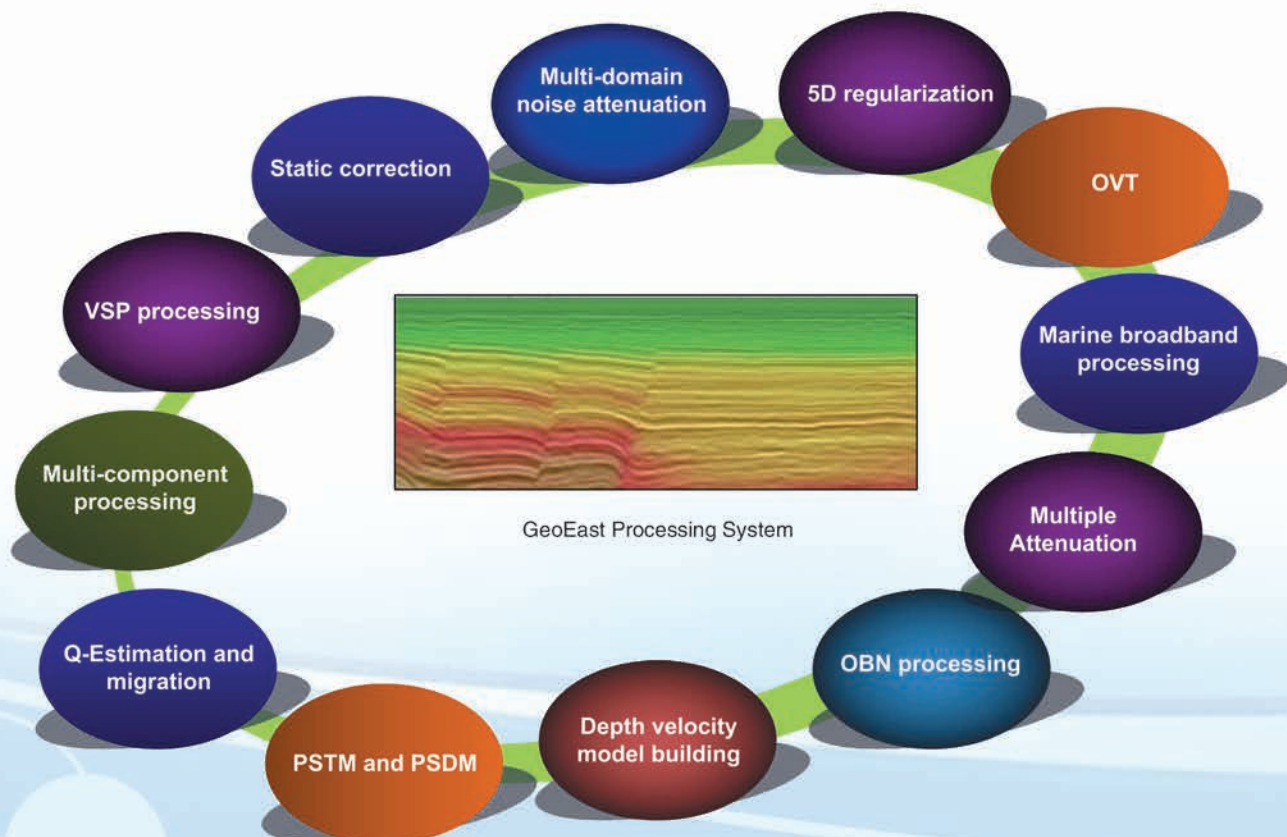 Multi-domain
noise attenuation
5D regularization
Static correction
OVT
VSP processing
Marine broadband
processing
Multi-component
processing
GeoEast Processing System
Multiple
Attenuation
Q-Estimation and
migration
OBN processing
Depth velocity
model building
PSTM and PSDM